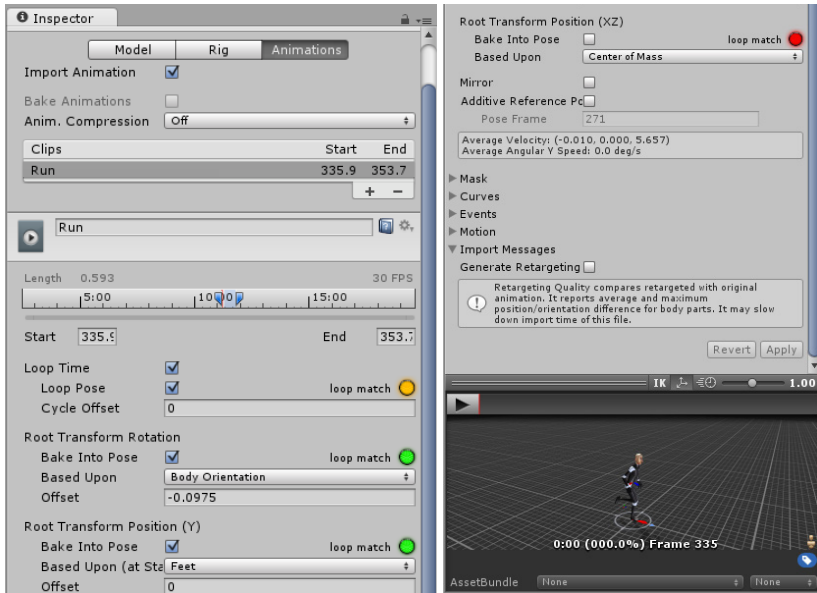 Inspector
Model Rig Animations
Import Animation
Bake Animations
Anim. Compression Off
Clips Start End
Run 335.9 353.7
+ −
Run
Length 0.593 30 FPS
5:00 10:00 15:00
Start 335.9 End 353.7
Loop Time
Loop Pose loop match
Cycle Offset 0
Root Transform Rotation
Bake Into Pose loop match
Based Upon Body Orientation
Offset -0.0975
Root Transform Position (Y)
Bake Into Pose loop match
Based Upon (at Sta Feet
Offset 0
Root Transform Position (XZ)
Bake Into Pose loop match
Based Upon Center of Mass
Mirror
Additive Reference Po
Pose Frame 271
Average Velocity: (-0.010, 0.000, 5.657)
Average Angular Y Speed: 0.0 deg/s
Mask
Curves
Events
Motion
Import Messages
Generate Retargeting
Retargeting Quality compares retargeted with original
animation. It reports average and maximum
position/orientation difference for body parts. It may slow
down import time of this file.
Revert Apply
IK 1.00
0:00 (000.0%) Frame 335
AssetBundle None None